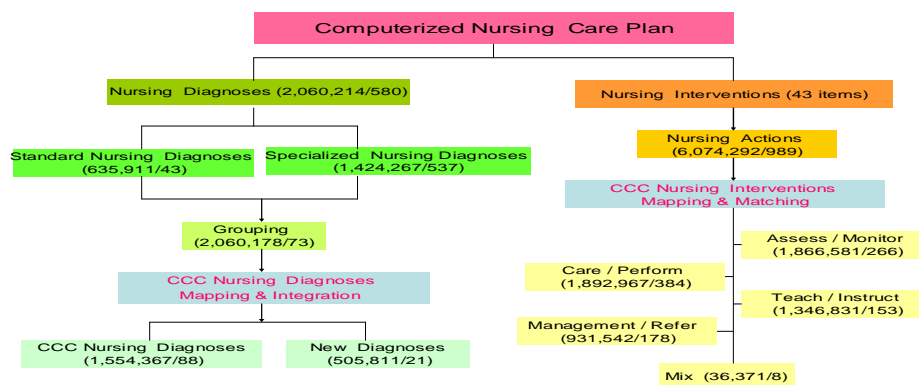 Computerized Nursing Care Plan
Nursing Diagnoses (2,060,214/580)
Nursing Interventions (43 items)
Standard Nursing Diagnoses
(635,911/43)
Specialized Nursing Diagnoses
(1,424,267/537)
Nursing Actions
(6,074,292/989)
CCC Nursing Interventions
Mapping & Matching
Grouping
(2,060,178/73)
Assess / Monitor
(1,866,581/266)
CCC Nursing Diagnoses
Mapping & Integration
Care / Perform
(1,892,967/384)
Teach / Instruct
(1,346,831/153)
Management / Refer
(931,542/178)
CCC Nursing Diagnoses
(1,554,367/88)
New Diagnoses
(505,811/21)
Mix (36,371/8)